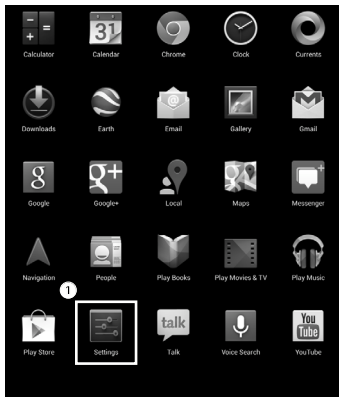 31
Calculator Calendar Chrome Clock Currents
@
Downloads Earth Email Gallery Gmail
g g+
Google Google+ Local Maps Messenger
Navigation People Play Books Play Movies & TV Play Music
1
talk You Tube
Play Store Settings Talk Voice Search YouTube